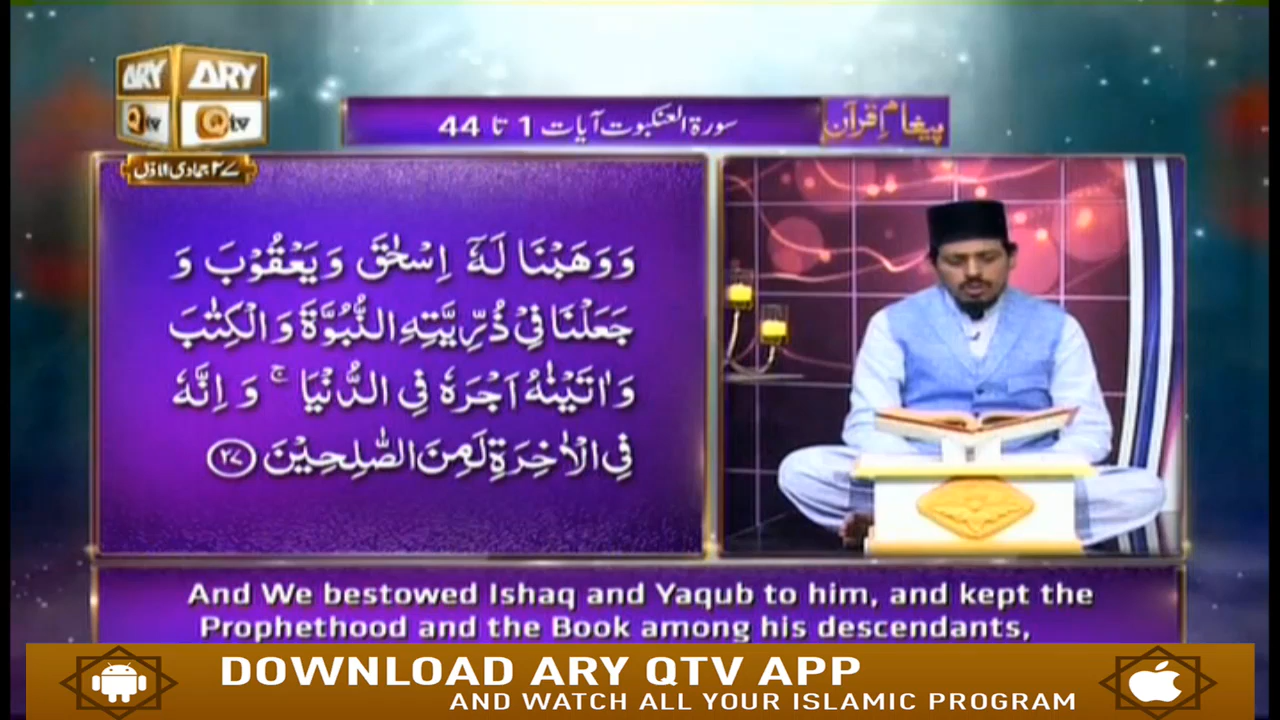 ARY ARY
Qtv Qtv
۲۷ جمادی الاوّل
پیغامِ قرآن
سورۃ العنکبوت آیات 1 تا 44
وَ وَهَبْنَا لَهٗۤ اِسْحٰقَ وَ یَعْقُوْبَ وَ
جَعَلْنَا فِیْ ذُرِّیَّتِهِ النُّبُوَّةَ وَ الْكِتٰبَ
وَ اٰتَیْنٰهُ اَجْرَهٗ فِی الدُّنْیَا ۚ وَ اِنَّهٗ
فِی الْاٰخِرَةِ لَمِنَ الصّٰلِحِیْنَ ﴿۲۷﴾
And We bestowed Ishaq and Yaqub to him, and kept the
Prophethood and the Book among his descendants,
DOWNLOAD ARY QTV APP
AND WATCH ALL YOUR ISLAMIC PROGRAM